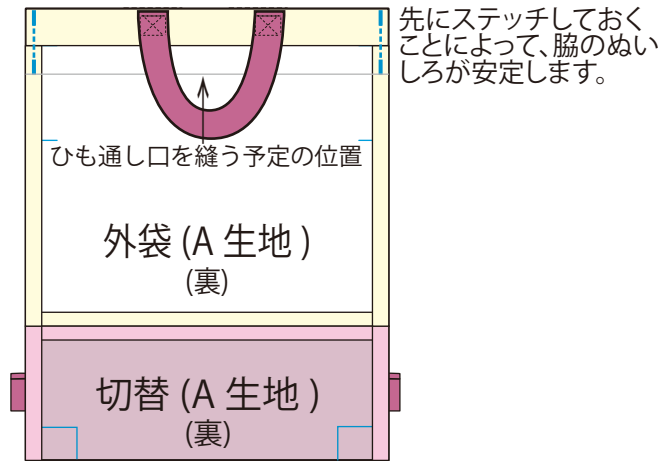 先にステッチしておく
ことによって、脇のぬい
しろが安定します。
ひも通し口を縫う予定の位置
外袋 (A 生地 )
(裏)
切替 (A 生地 )
(裏)